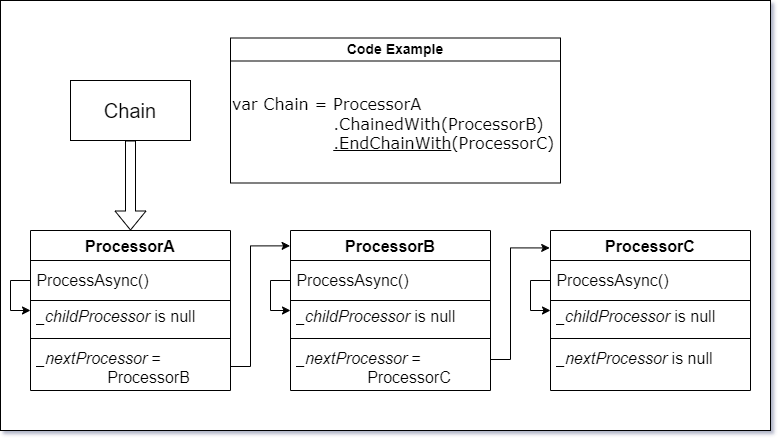 Code Example
Chain
var Chain = ProcessorA
.ChainedWith(ProcessorB)
.EndChainWith(ProcessorC)
ProcessorA
ProcessAsync()
_childProcessor is null
_nextProcessor =
ProcessorB
ProcessorB
ProcessAsync()
_childProcessor is null
_nextProcessor =
ProcessorC
ProcessorC
ProcessAsync()
_childProcessor is null
_nextProcessor is null